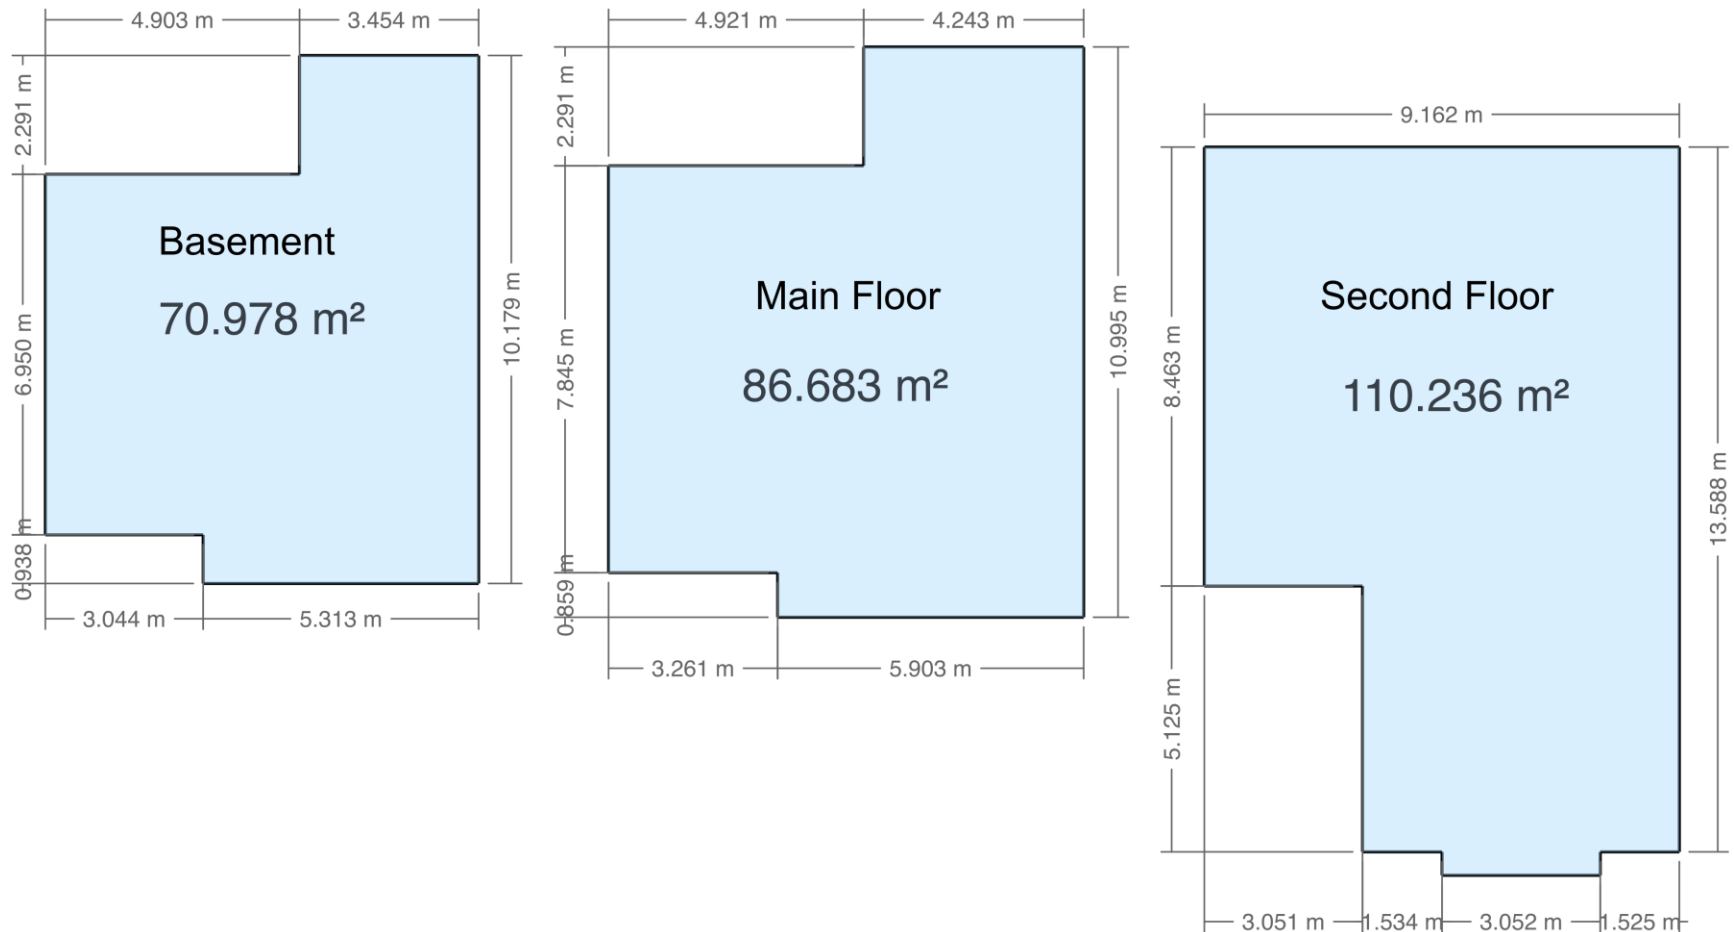 4.903 m
3.454 m
2.291 m
6.950 m
0.938 m
10.179 m
Basement
70.978 m²
3.044 m
5.313 m
4.921 m
4.243 m
2.291 m
7.845 m
0.859 m
10.995 m
Main Floor
86.683 m²
3.261 m
5.903 m
9.162 m
8.463 m
5.125 m
13.588 m
Second Floor
110.236 m²
3.051 m
1.534 m
3.052 m
1.525 m